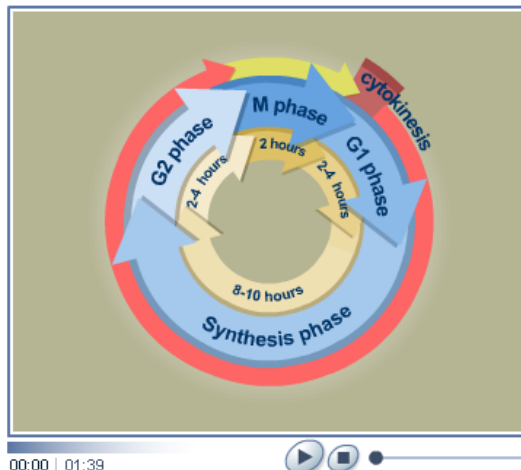 M phase
cytokinesis
G1 phase
G2 phase
2 hours
2-4 hours
2-4 hours
8-10 hours
Synthesis phase
00:00 | 01:39